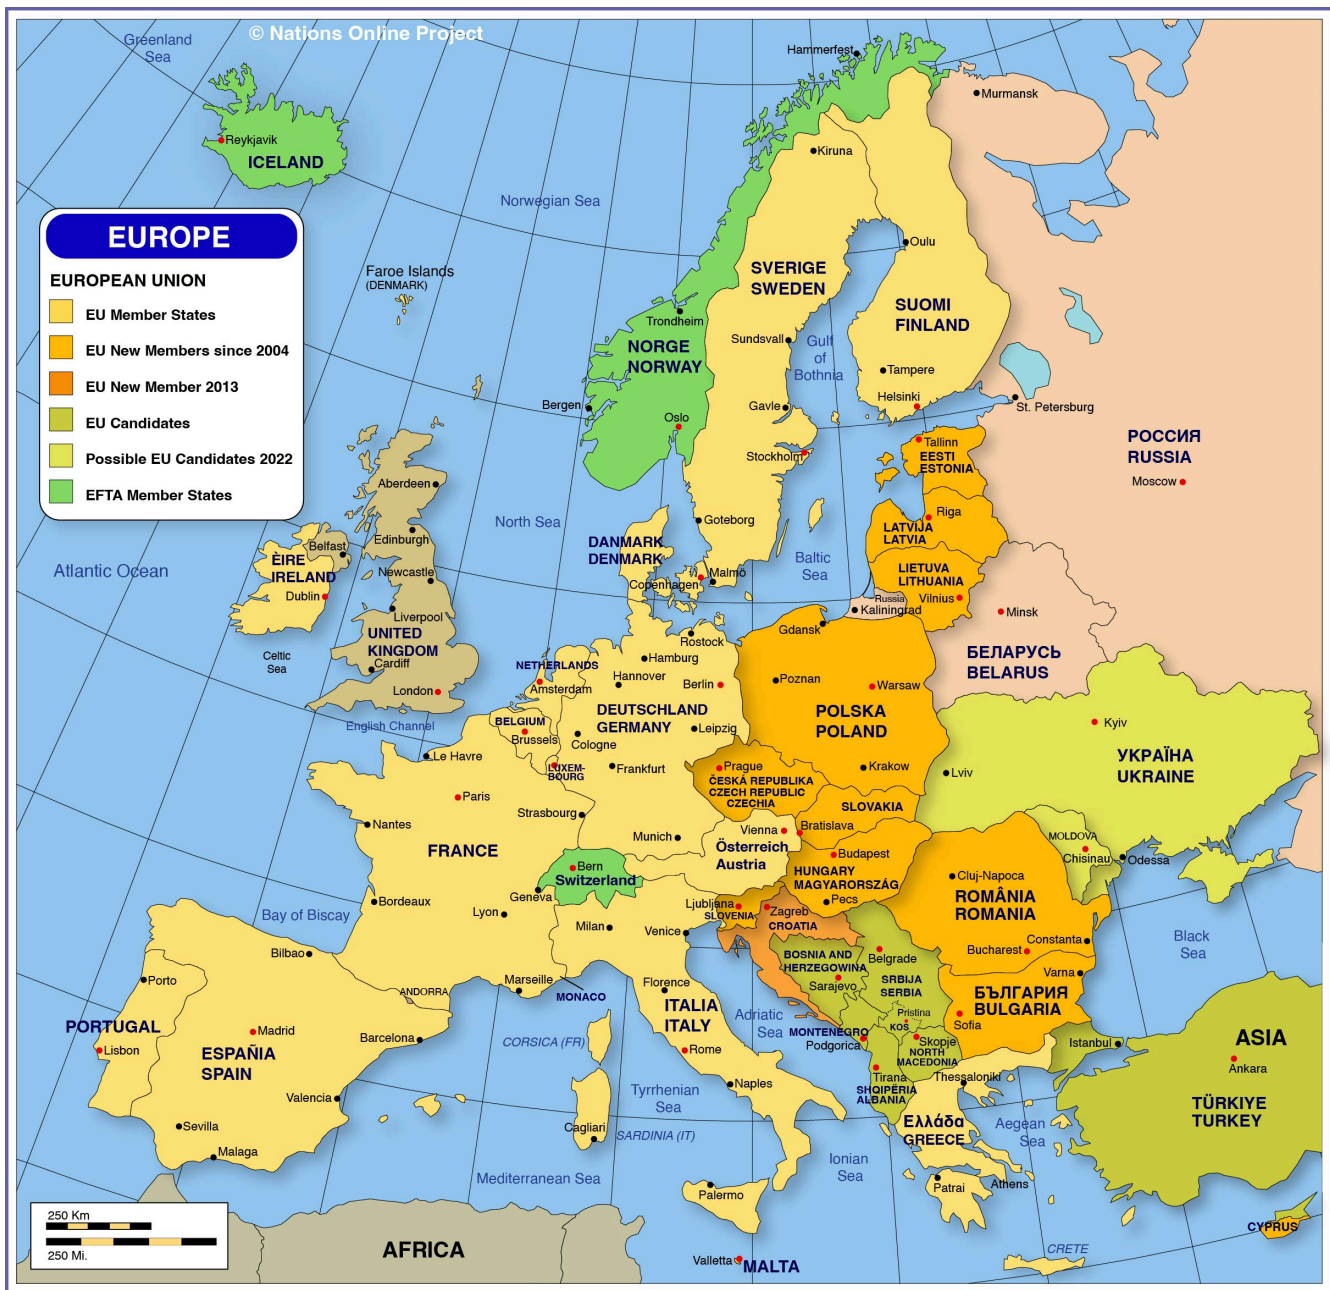 © Nations Online Project
Greenland
Sea
Hammerfest
Murmansk
Reykjavik
ICELAND
Kiruna
Norwegian Sea
EUROPE
EUROPEAN UNION
EU Member States
EU New Members since 2004
EU New Member 2013
EU Candidates
Possible EU Candidates 2022
EFTA Member States
Faroe Islands
(DENMARK)
Oulu
SVERIGE
SWEDEN
SUOMI
FINLAND
Trondheim
NORGE
NORWAY
Sundsvall
Gulf
of
Bothnia
Tampere
Helsinki
Bergen
Oslo
Gavle
St. Petersburg
Stockholm
Tallinn
EESTI
ESTONIA
РОССИЯ
RUSSIA
Moscow
Aberdeen
North Sea
Goteborg
Riga
LATVIJA
LATVIA
Edinburgh
Belfast
DANMARK
DENMARK
Baltic
Sea
LIETUVA
LITHUANIA
Vilnius
Atlantic Ocean
ÈIRE
IRELAND
Dublin
Newcastle
Liverpool
Copenhagen
Malmö
Russia
Kaliningrad
Minsk
БЕЛАРУСЬ
BELARUS
UNITED
KINGDOM
Cardiff
London
Celtic
Sea
English Channel
Rostock
Hamburg
Gdansk
NETHERLANDS
Amsterdam
Hannover
Berlin
Poznan
Warsaw
DEUTSCHLAND
GERMANY
POLSKA
POLAND
BELGIUM
Brussels
Cologne
Leipzig
Kyiv
УКРАЇНА
UKRAINE
Le Havre
LUXEM-
BOURG
Frankfurt
Prague
ČESKÁ REPUBLIKA
CZECH REPUBLIC
CZECHIA
Krakow
Lviv
Paris
Strasbourg
SLOVAKIA
Nantes
Munich
Vienna
Bratislava
Österreich
Austria
FRANCE
MOLDOVA
Chisinau
Odessa
Bern
Switzerland
Geneva
Budapest
HUNGARY
MAGYARORSZÁG
Pecs
Cluj-Napoca
ROMÂNIA
ROMANIA
Bordeaux
Lyon
Bay of Biscay
Milan
Venice
Ljubljana
SLOVENIA
Zagreb
CROATIA
Bilbao
Porto
BOSNIA AND
HERZEGOWINA
Sarajevo
Belgrade
SRBIJA
SERBIA
Bucharest
Constanta
Black
Sea
Varna
БЪЛГАРИЯ
BULGARIA
Sofia
ANDORRA
Marseille
MONACO
Florence
ITALIA
ITALY
Adriatic
Sea
MONTENEGRO
Podgorica
Pristina
KOS
Skopje
NORTH
MACEDONIA
PORTUGAL
Lisbon
Madrid
ESPAÑIA
SPAIN
Barcelona
CORSICA (FR)
Rome
Tirana
SHQIPËRIA
ALBANIA
Thessaloniki
Istanbul
ASIA
Ankara
TÜRKIYE
TURKEY
Valencia
Tyrrhenian
Sea
Naples
Ελλάδα
GREECE
Aegean
Sea
Sevilla
Malaga
Cagliari
SARDINIA (IT)
Mediterranean Sea
Ionian
Sea
Palermo
Patrai
Athens
250 Km
250 Mi.
AFRICA
Valletta
MALTA
CRETE
CYPRUS